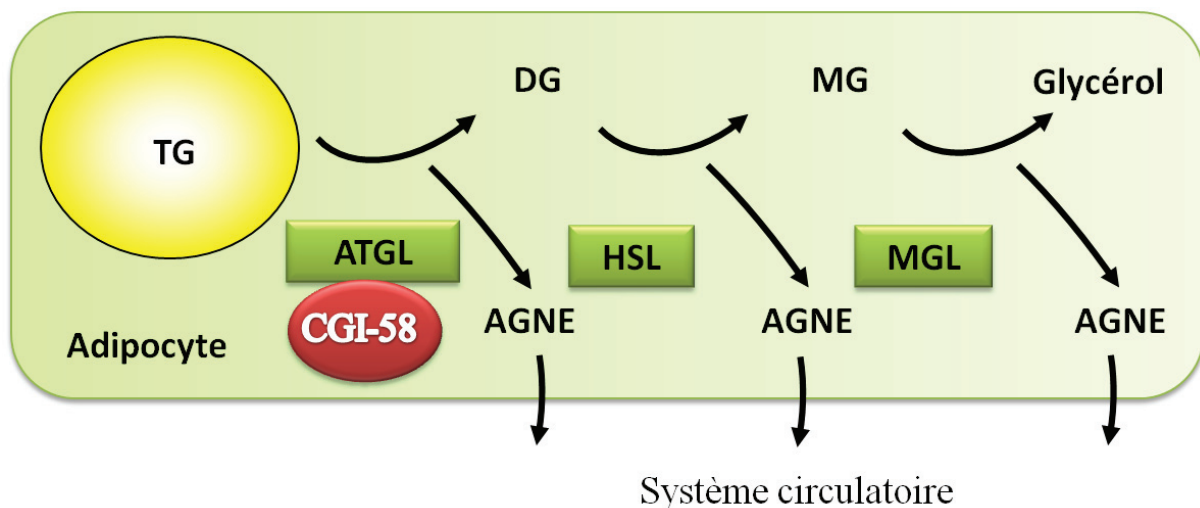 DG
MG
Glycérol
TG
ATGL
HSL
MGL
CGI-58
AGNE
AGNE
AGNE
Adipocyte
Système circulatoire